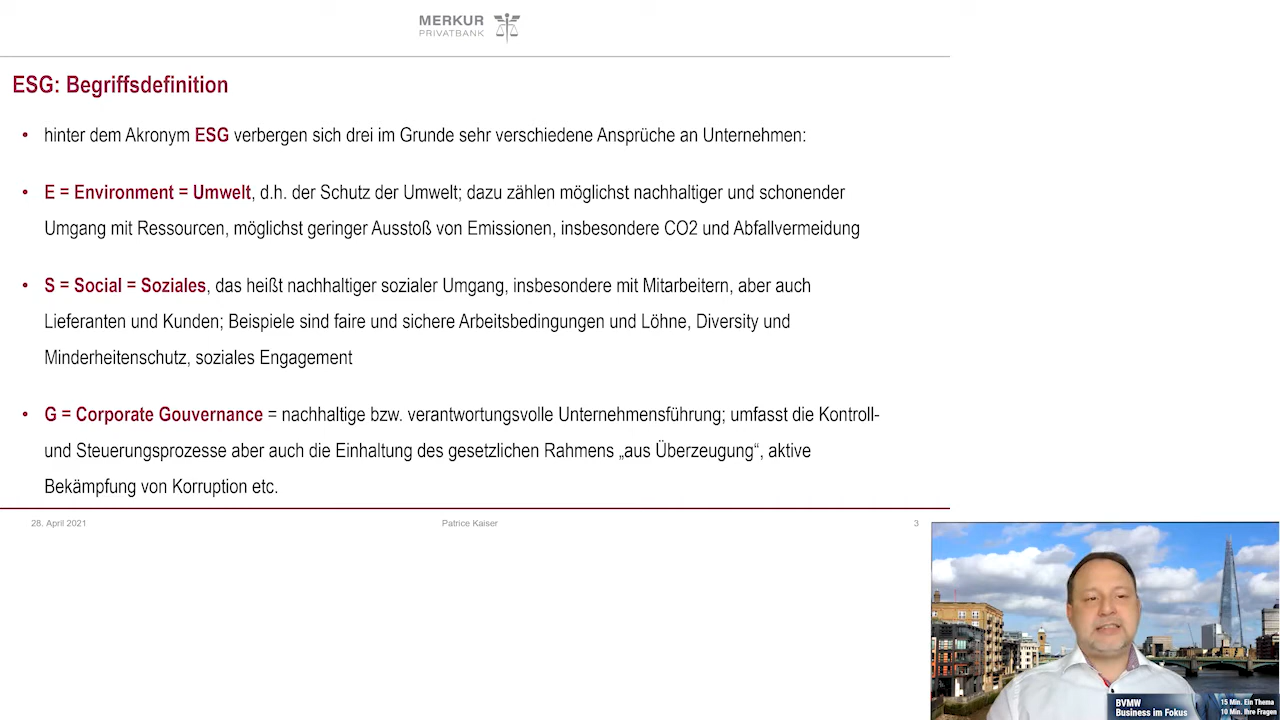 MERKUR
PRIVATBANK
ESG: Begriffsdefinition
• hinter dem Akronym ESG verbergen sich drei im Grunde sehr verschiedene Ansprüche an Unternehmen:
• E = Environment = Umwelt, d.h. der Schutz der Umwelt; dazu zählen möglichst nachhaltiger und schonender
Umgang mit Ressourcen, möglichst geringer Ausstoß von Emissionen, insbesondere CO2 und Abfallvermeidung
• S = Social = Soziales, das heißt nachhaltiger sozialer Umgang, insbesondere mit Mitarbeitern, aber auch
Lieferanten und Kunden; Beispiele sind faire und sichere Arbeitsbedingungen und Löhne, Diversity und
Minderheitenschutz, soziales Engagement
• G = Corporate Gouvernance = nachhaltige bzw. verantwortungsvolle Unternehmensführung; umfasst die Kontroll-
und Steuerungsprozesse aber auch die Einhaltung des gesetzlichen Rahmens „aus Überzeugung“, aktive
Bekämpfung von Korruption etc.
28. April 2021
Patrice Kaiser
3
BVMW
Business im Fokus
15 Min. Ein Thema
10 Min. Ihre Fragen